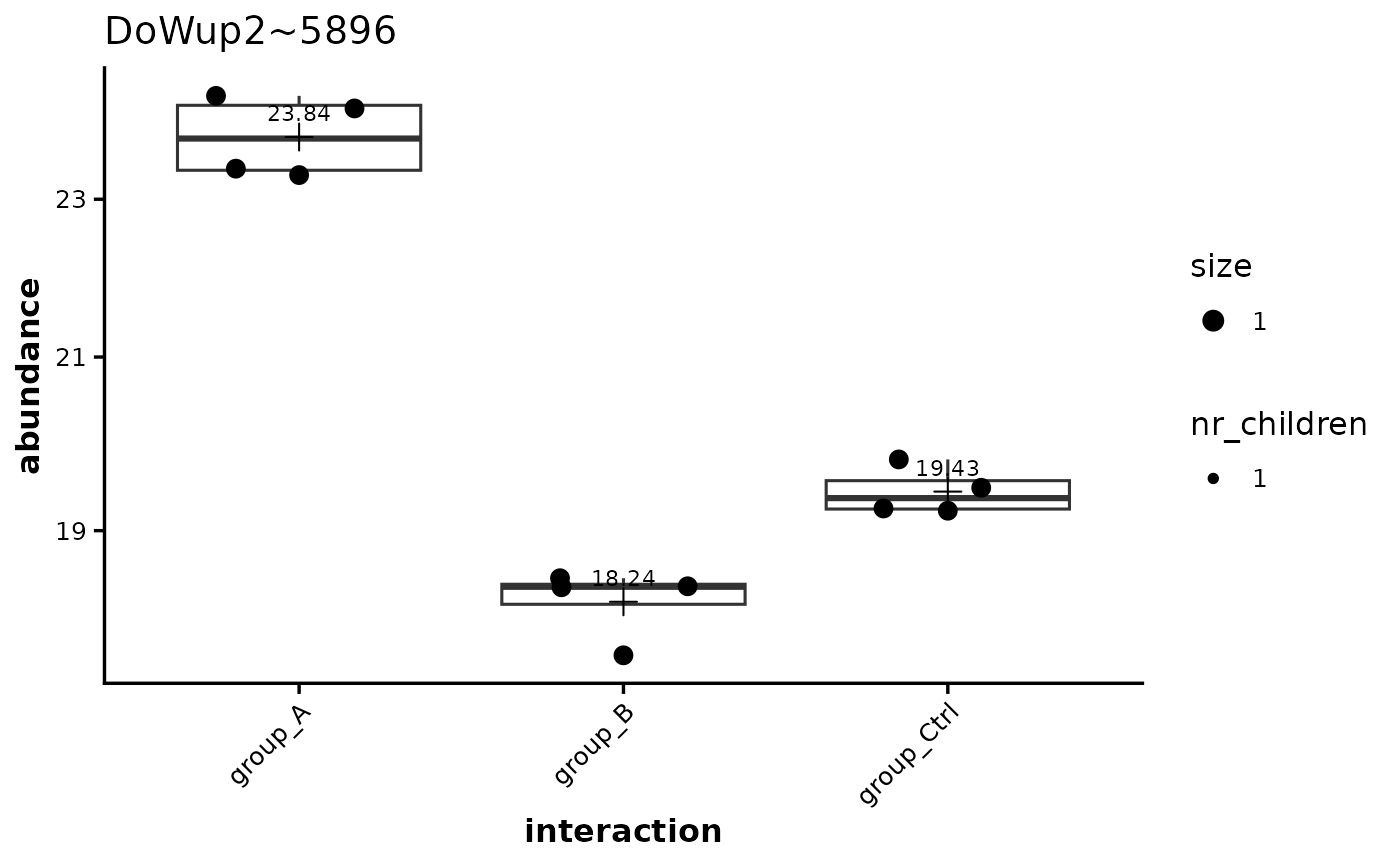 DoWup2~5896
abundance
23
21
19
23.84
18.24
19.43
group_A
group_B
group_Ctrl
interaction
size
1
nr_children
1